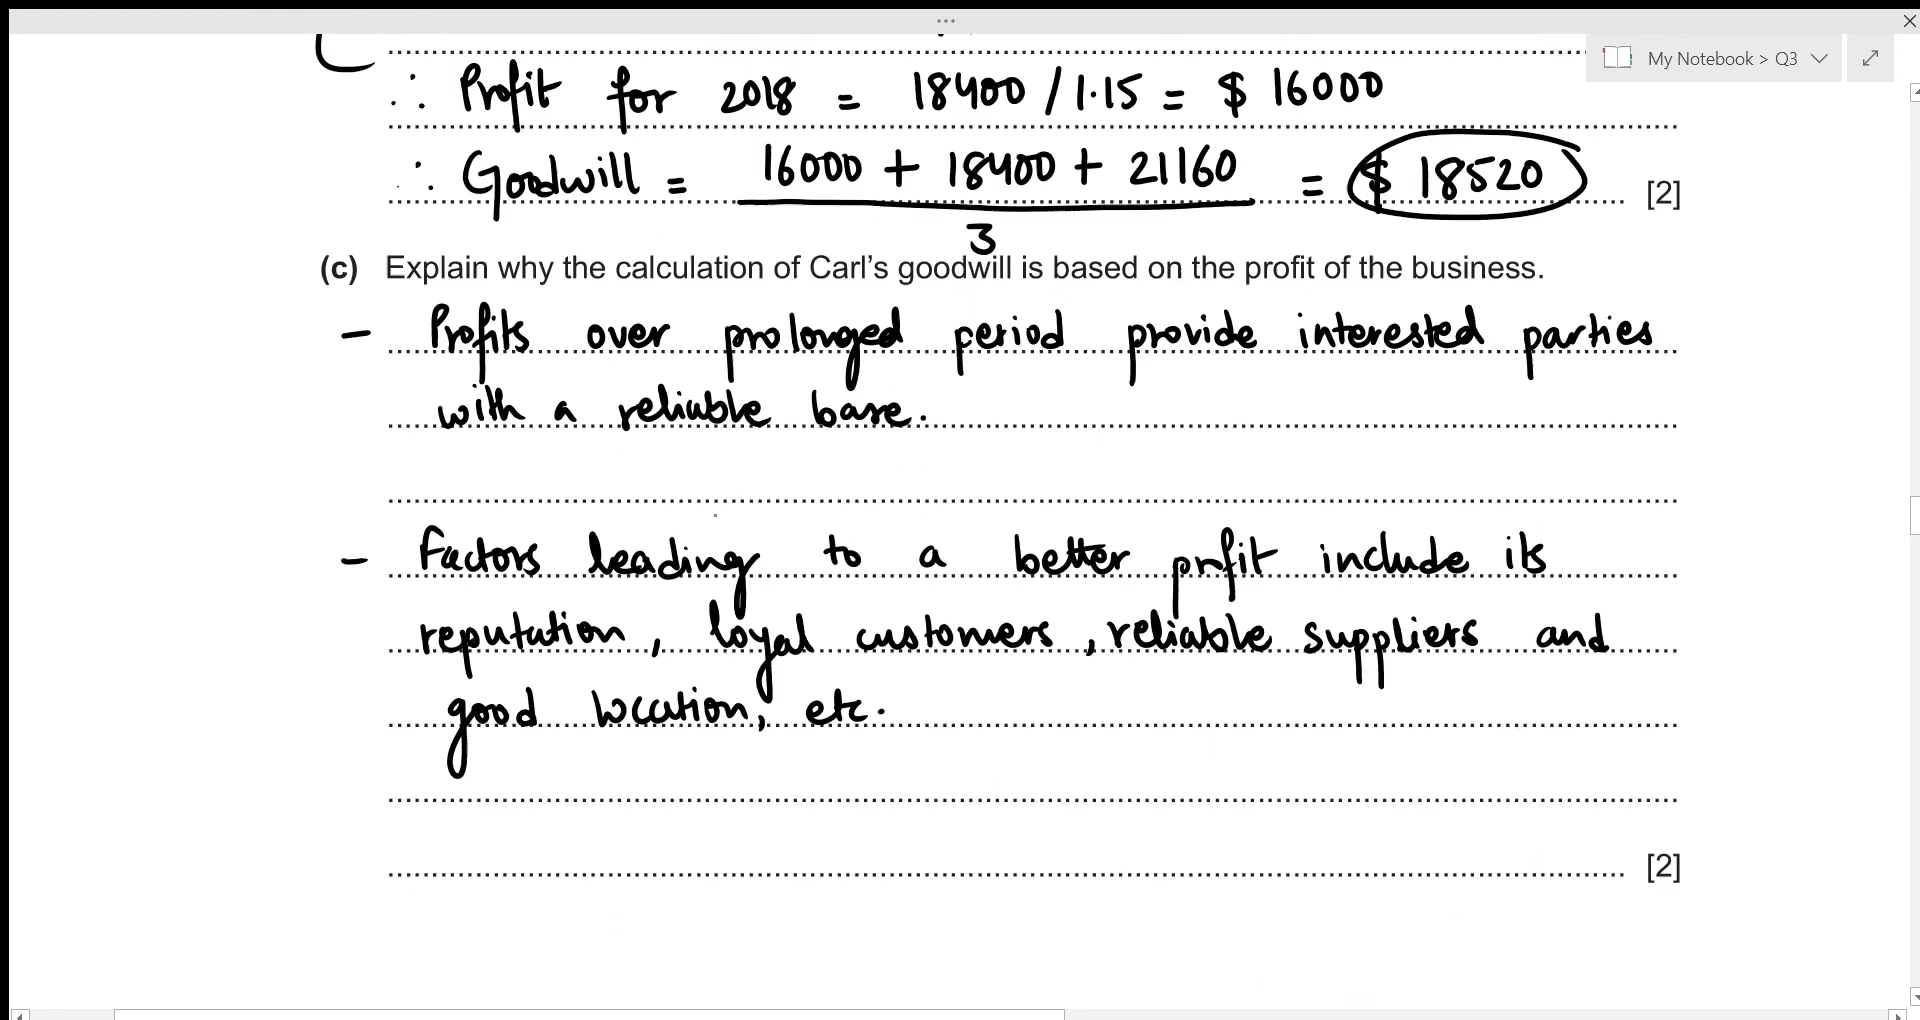 My Notebook > Q3
∴ Profit for 2018 = 18400 / 1.15 = $ 16000
∴ Goodwill = 16000 + 18400 + 21160 = $ 18520 [2]
3
(c) Explain why the calculation of Carl's goodwill is based on the profit of the business.
– Profits over prolonged period provide interested parties
with a reliable base.
– Factors leading to a better profit include its
reputation, loyal customers, reliable suppliers and
good location, etc.
[2]